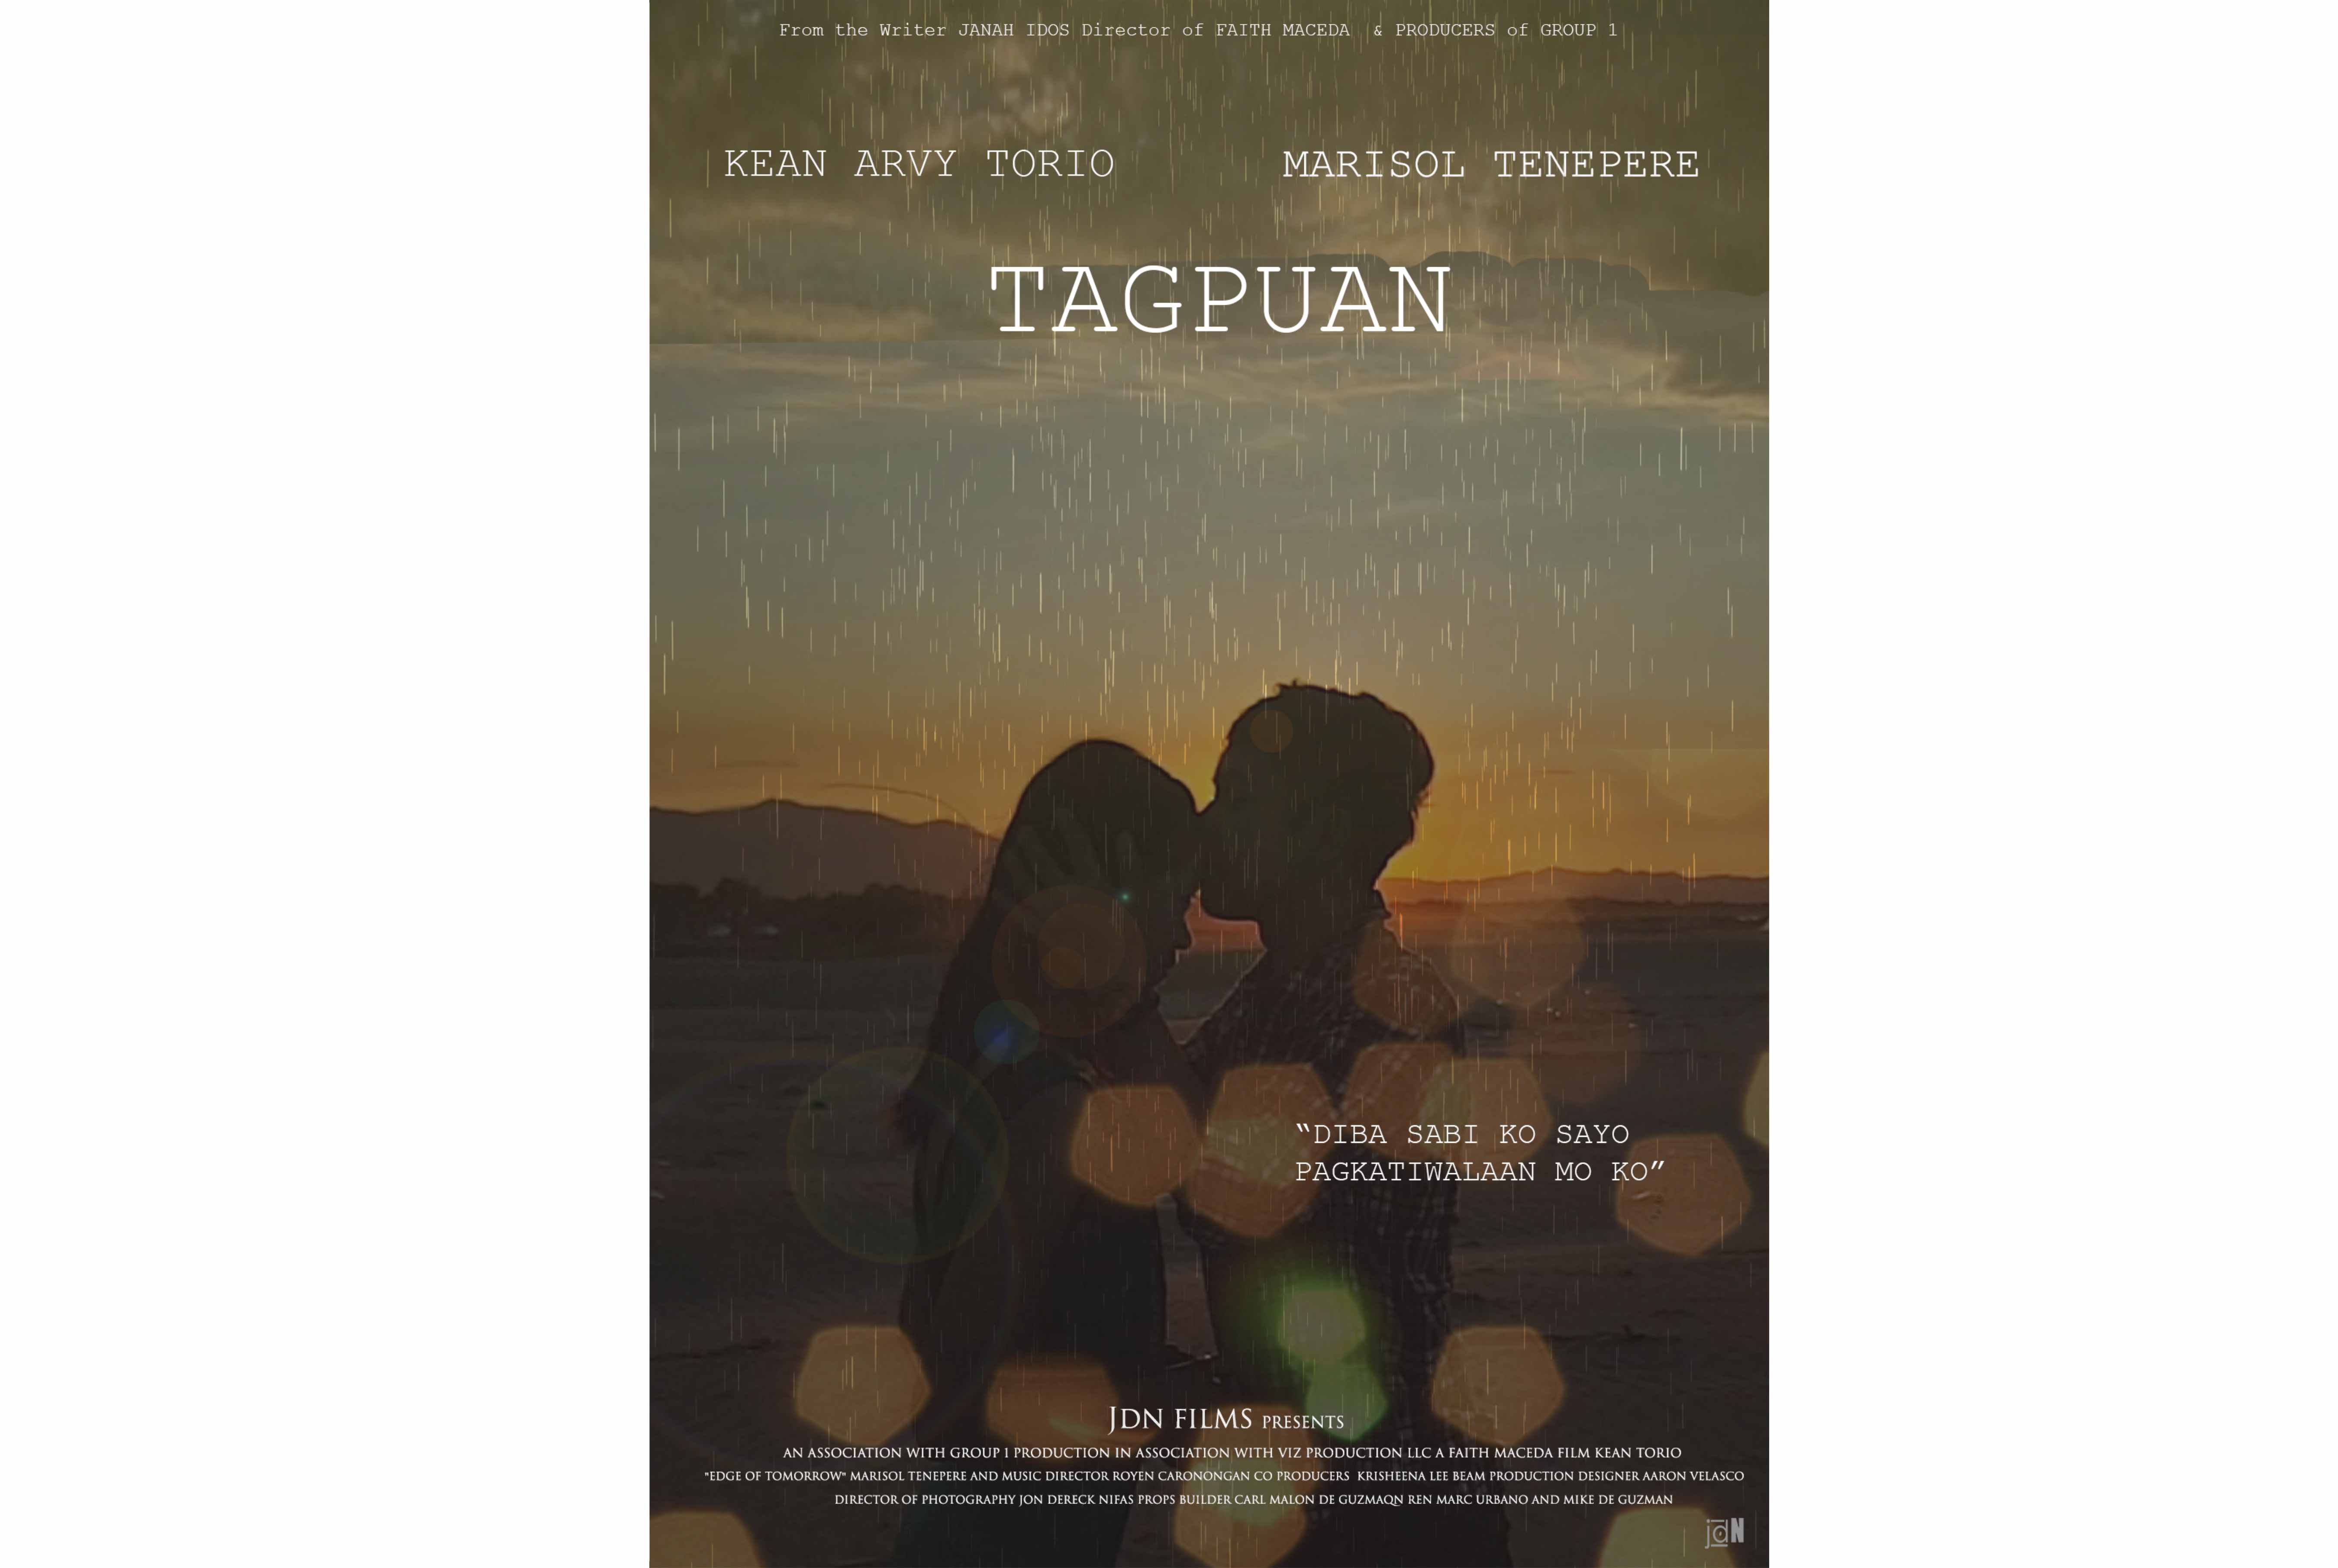 From the Writer JANAH IDOS Director of FAITH MACEDA & PRODUCERS of GROUP 1
KEAN ARVY TORIO
MARISOL TENEPERE
TAGPUAN
“DIBA SABI KO SAYO
PAGKATIWALAAN MO KO”
JDN FILMS PRESENTS
AN ASSOCIATION WITH GROUP 1 PRODUCTION IN ASSOCIATION WITH VIZ PRODUCTION LLC A FAITH MACEDA FILM KEAN TORIO
"EDGE OF TOMORROW" MARISOL TENEPERE AND MUSIC DIRECTOR ROYEN CARONONGAN CO PRODUCERS KRISHEENA LEE BEAM PRODUCTION DESIGNER AARON VELASCO
DIRECTOR OF PHOTOGRAPHY JON DERECK NIFAS PROPS BUILDER CARL MALON DE GUZMAQN REN MARC URBANO AND MIKE DE GUZMAN
jdN